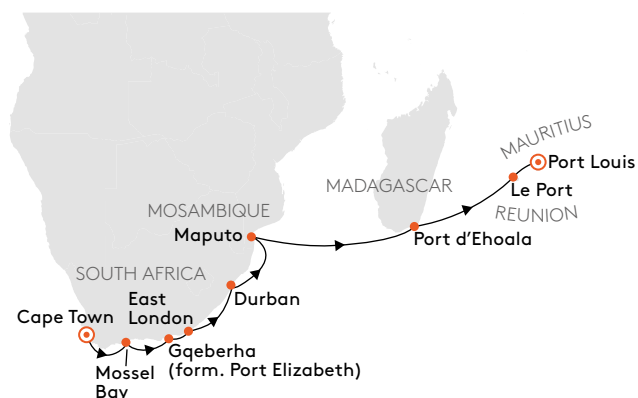 MAURITIUS
Port Louis
Le Port
REUNION
MADAGASCAR
Port d'Ehoala
MOSAMBIQUE
Maputo
SOUTH AFRICA
Durban
East
London
Cape Town
Gqeberha
(form. Port Elizabeth)
Mossel
Bay